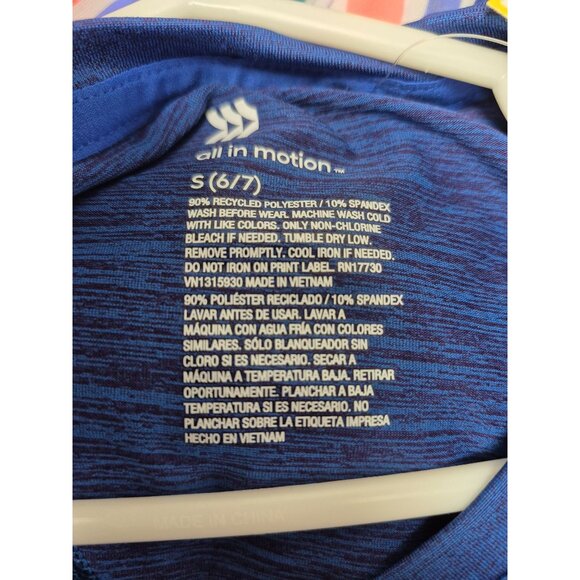 all in motion™
S (6/7)
90% RECYCLED POLYESTER / 10% SPANDEX
WASH BEFORE WEAR. MACHINE WASH COLD
WITH LIKE COLORS. ONLY NON-CHLORINE
BLEACH IF NEEDED. TUMBLE DRY LOW.
REMOVE PROMPTLY. COOL IRON IF NEEDED.
DO NOT IRON ON PRINT LABEL. RN17730
VN1315930 MADE IN VIETNAM
90% POLIÉSTER RECICLADO / 10% SPANDEX
LAVAR ANTES DE USAR. LAVAR A
MÁQUINA CON AGUA FRÍA CON COLORES
SIMILARES. SÓLO BLANQUEADOR SIN
CLORO SI ES NECESARIO. SECAR A
MÁQUINA A TEMPERATURA BAJA. RETIRAR
OPORTUNAMENTE. PLANCHAR A BAJA
TEMPERATURA SI ES NECESARIO. NO
PLANCHAR SOBRE LA ETIQUETA IMPRESA
HECHO EN VIETNAM
MADE IN CHINA